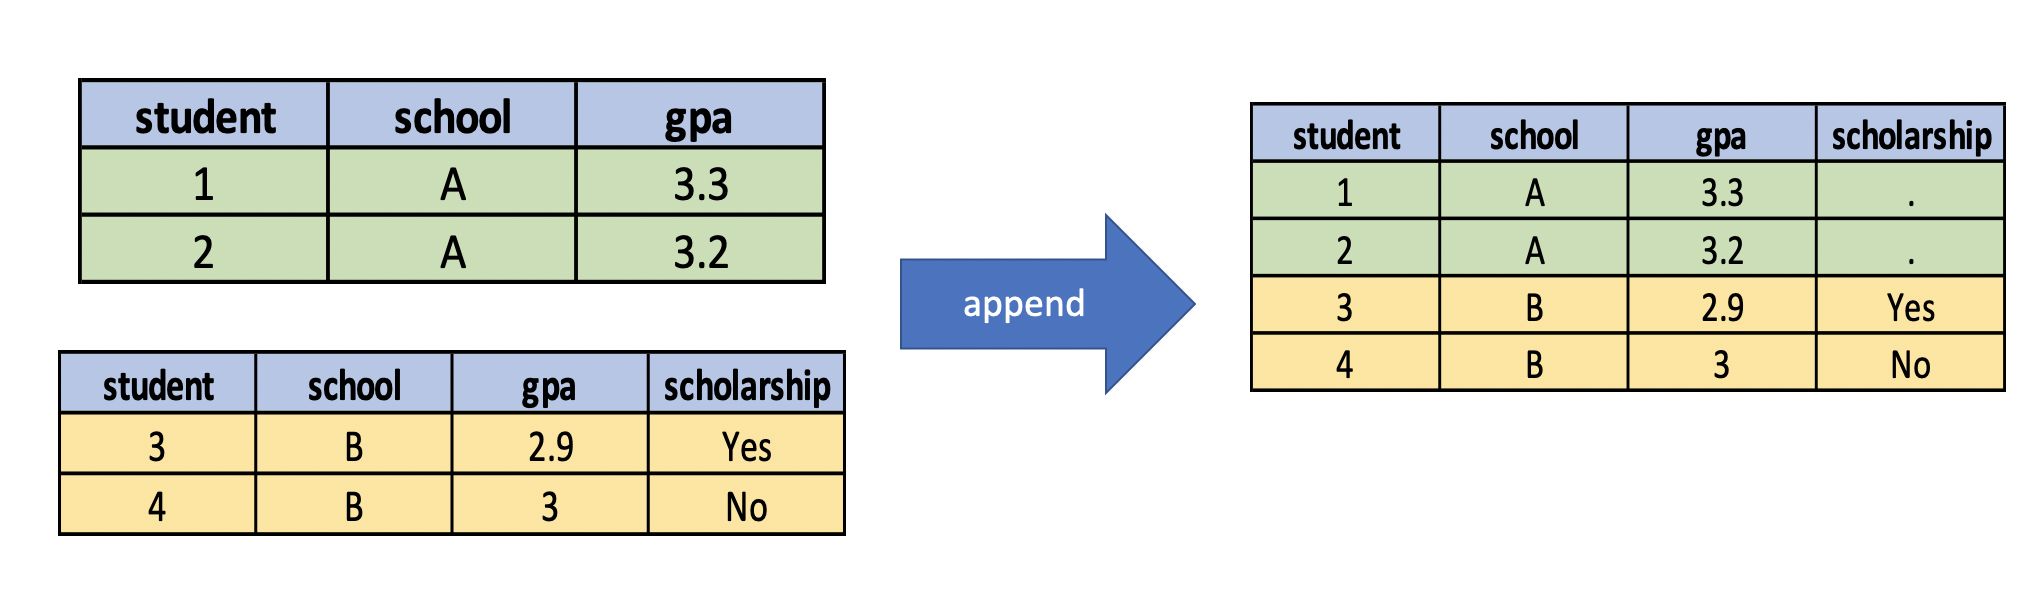 student school gpa
1 A 3.3
2 A 3.2
student school gpa scholarship
3 B 2.9 Yes
4 B 3 No
append
student school gpa scholarship
1 A 3.3 .
2 A 3.2 .
3 B 2.9 Yes
4 B 3 No